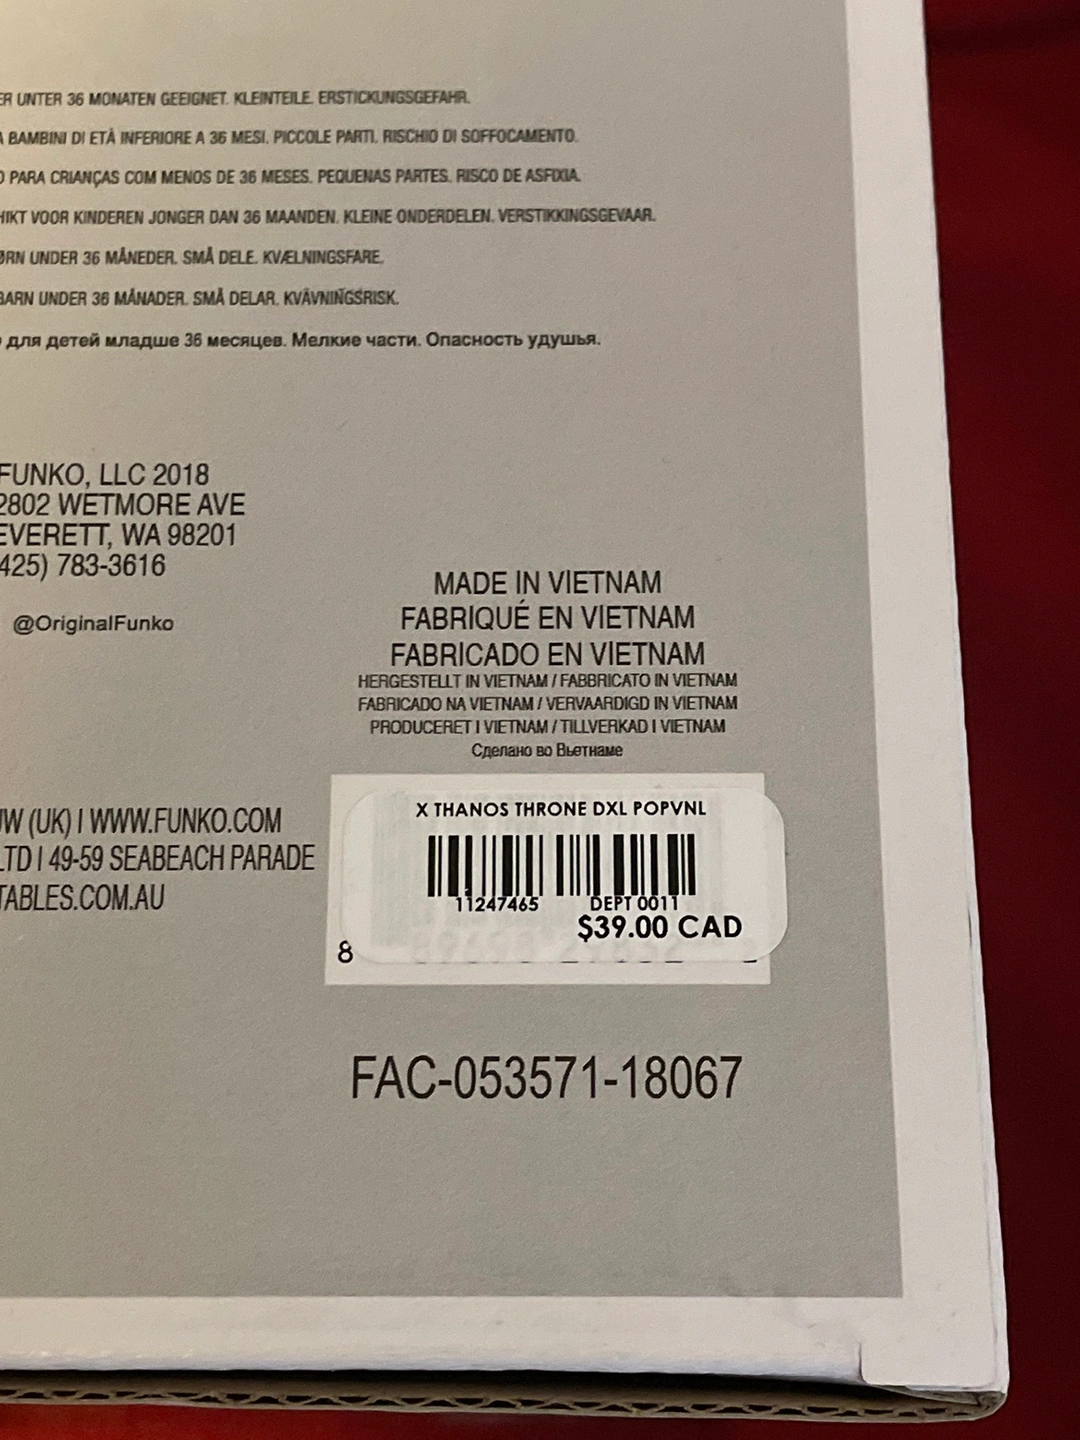 UNTER 36 MONATEN GEEIGNET. KLEINTEILE. ERSTICKUNGSGEFAHR.
BAMBINI DI ETÀ INFERIORE A 36 MESI. PICCOLE PARTI. RISCHIO DI SOFFOCAMENTO.
PARA CRIANÇAS COM MENOS DE 36 MESES. PEQUENAS PARTES. RISCO DE ASFIXIA.
VOOR KINDEREN JONGER DAN 36 MAANDEN. KLEINE ONDERDELEN. VERSTIKKINGSGEVAAR.
UNDER 36 MÅNEDER. SMÅ DELE. KVÆLNINGSFARE.
BARN UNDER 36 MÅNADER. SMÅ DELAR. KVÄVNINGSRISK.
для детей младше 36 месяцев. Мелкие части. Опасность удушья.
FUNKO, LLC 2018
2802 WETMORE AVE
EVERETT, WA 98201
425) 783-3616
@OriginalFunko
MADE IN VIETNAM
FABRIQUÉ EN VIETNAM
FABRICADO EN VIETNAM
HERGESTELLT IN VIETNAM / FABBRICATO IN VIETNAM
FABRICADO NA VIETNAM / VERVAARDIGD IN VIETNAM
PRODUCERET I VIETNAM / TILLVERKAD I VIETNAM
Сделано во Вьетнаме
(UK) | WWW.FUNKO.COM
LTD | 49-59 SEABEACH PARADE
TABLES.COM.AU
X THANOS THRONE DXL POPVNL
11247465 DEPT 0011
$39.00 CAD
8
FAC-053571-18067